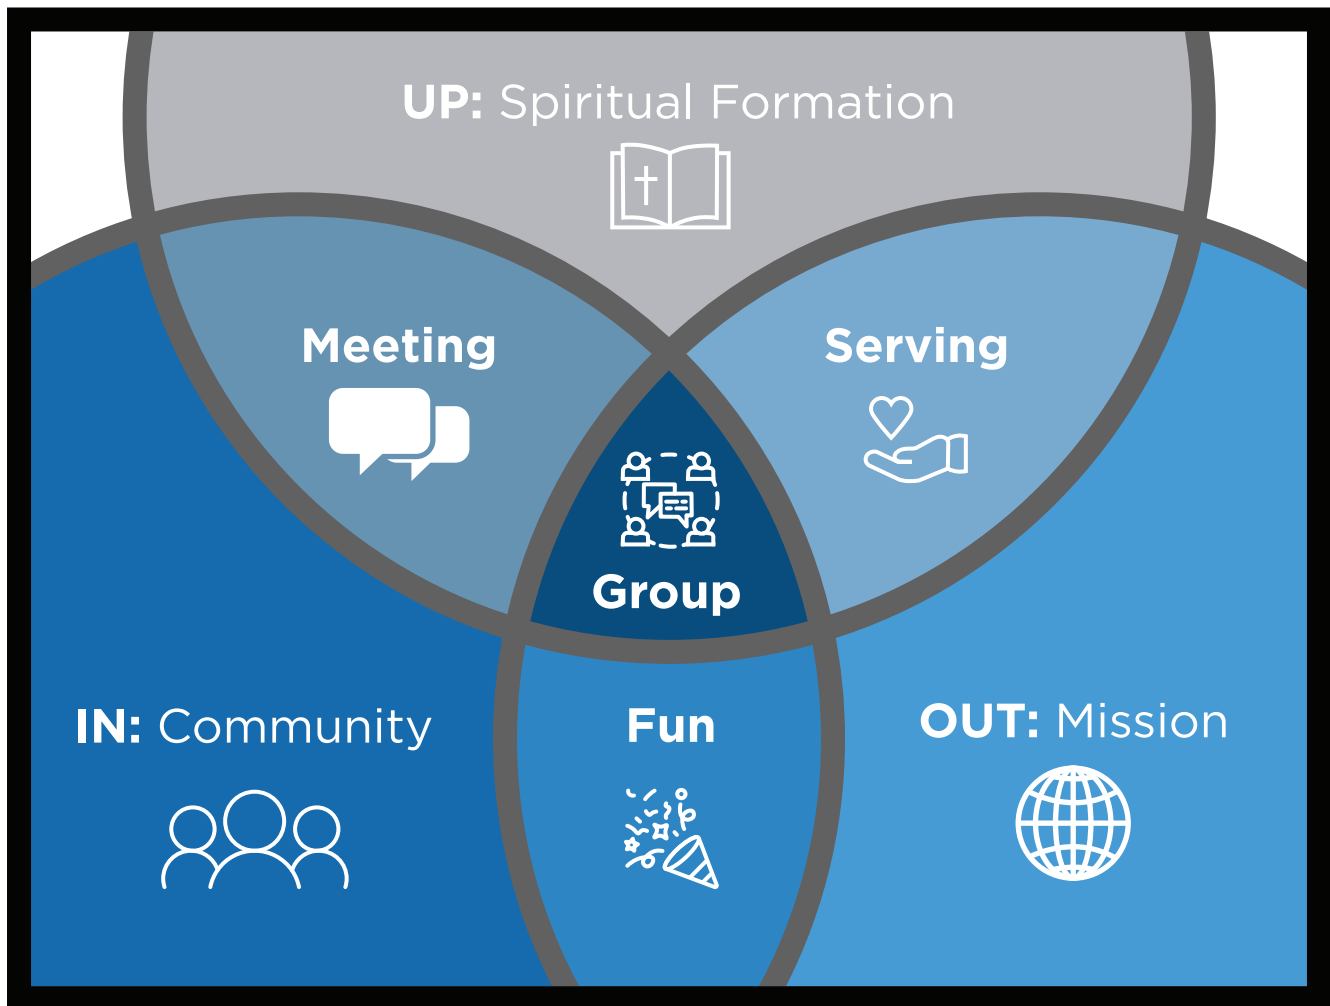 UP: Spiritual Formation
Meeting
Serving
Group
IN: Community
Fun
OUT: Mission